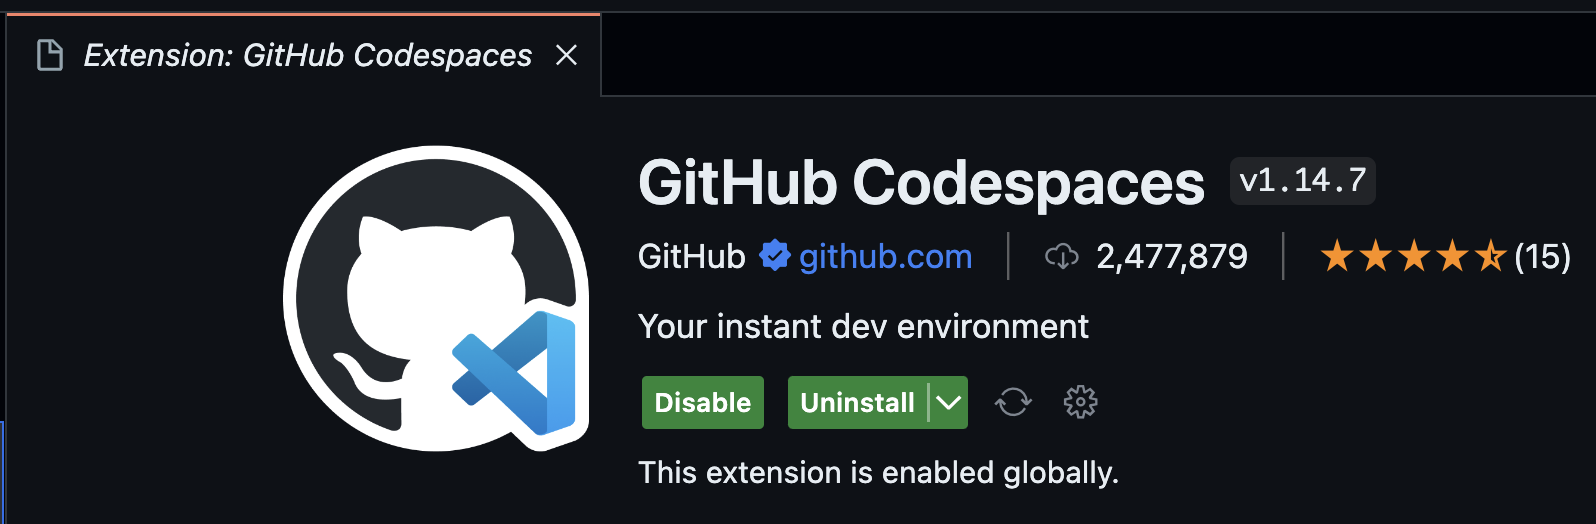 Extension: GitHub Codespaces
GitHub Codespaces v1.14.7
GitHub github.com 2,477,879 (15)
Your instant dev environment
Disable Uninstall
This extension is enabled globally.